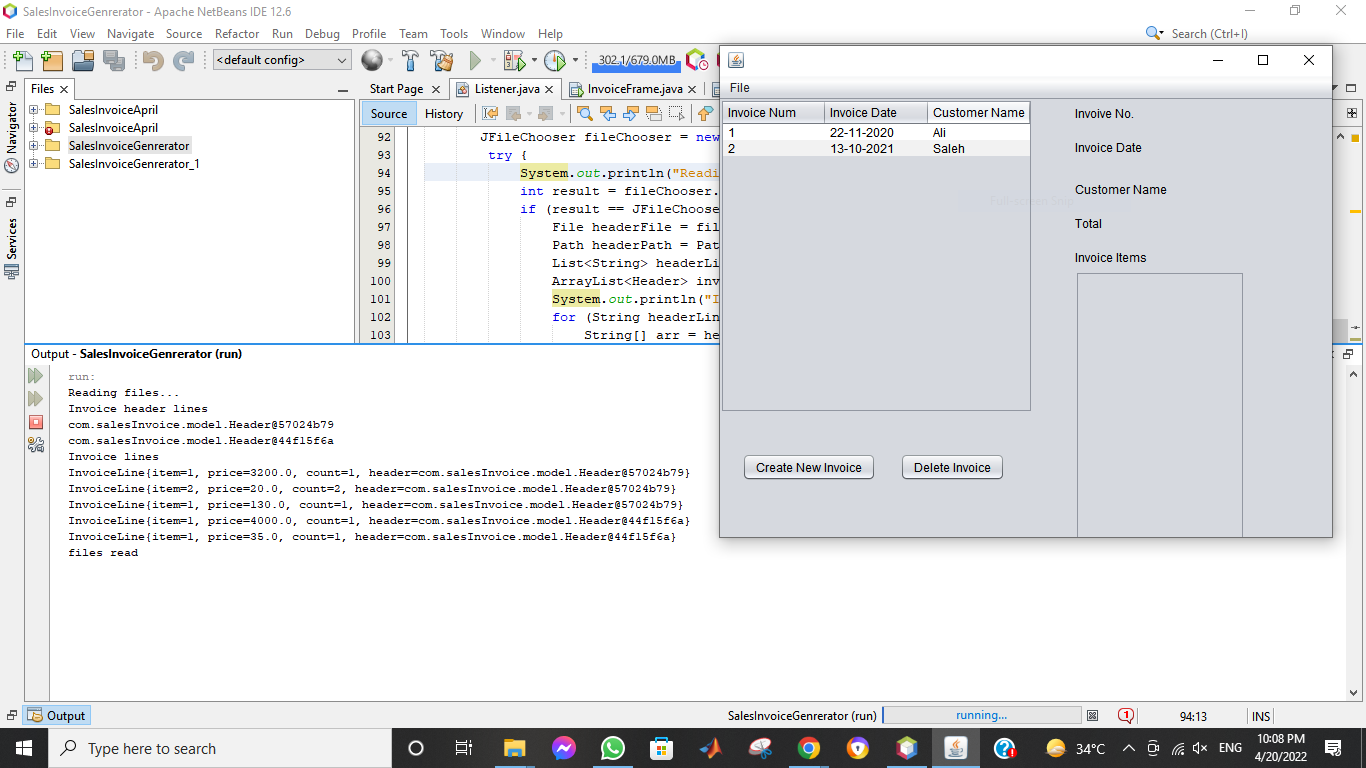 SalesInvoiceGenrerator - Apache NetBeans IDE 12.6
File Edit View Navigate Source Refactor Run Debug Profile Team Tools Window Help
Search (Ctrl+I)
<default config>
302.1/679.0MB
Files
Start Page
Listener.java
InvoiceFrame.java
Navigator
Services
SalesInvoiceApril
SalesInvoiceApril
SalesInvoiceGenrerator
SalesInvoiceGenrerator_1
Source History
92 JFileChooser fileChooser = new
93 try {
94 System.out.println("Readi
95 int result = fileChooser.
96 if (result == JFileChoose
97 File headerFile = fil
98 Path headerPath = Pat
99 List<String> headerLi
100 ArrayList<Header> inv
101 System.out.println("I
102 for (String headerLin
103 String[] arr = he
File
Invoice Num Invoice Date Customer Name
1 22-11-2020 Ali
2 13-10-2021 Saleh
Invoive No.
Invoice Date
Customer Name
Total
Invoice Items
Create New Invoice
Delete Invoice
Output - SalesInvoiceGenrerator (run)
run:
Reading files...
Invoice header lines
com.salesInvoice.model.Header@57024b79
com.salesInvoice.model.Header@44f15f6a
Invoice lines
InvoiceLine{item=1, price=3200.0, count=1, header=com.salesInvoice.model.Header@57024b79}
InvoiceLine{item=2, price=20.0, count=2, header=com.salesInvoice.model.Header@57024b79}
InvoiceLine{item=1, price=130.0, count=1, header=com.salesInvoice.model.Header@57024b79}
InvoiceLine{item=1, price=4000.0, count=1, header=com.salesInvoice.model.Header@44f15f6a}
InvoiceLine{item=1, price=35.0, count=1, header=com.salesInvoice.model.Header@44f15f6a}
files read
Output
SalesInvoiceGenrerator (run)
running...
1
94:13
INS
Type here to search
34°C
ENG
10:08 PM
4/20/2022